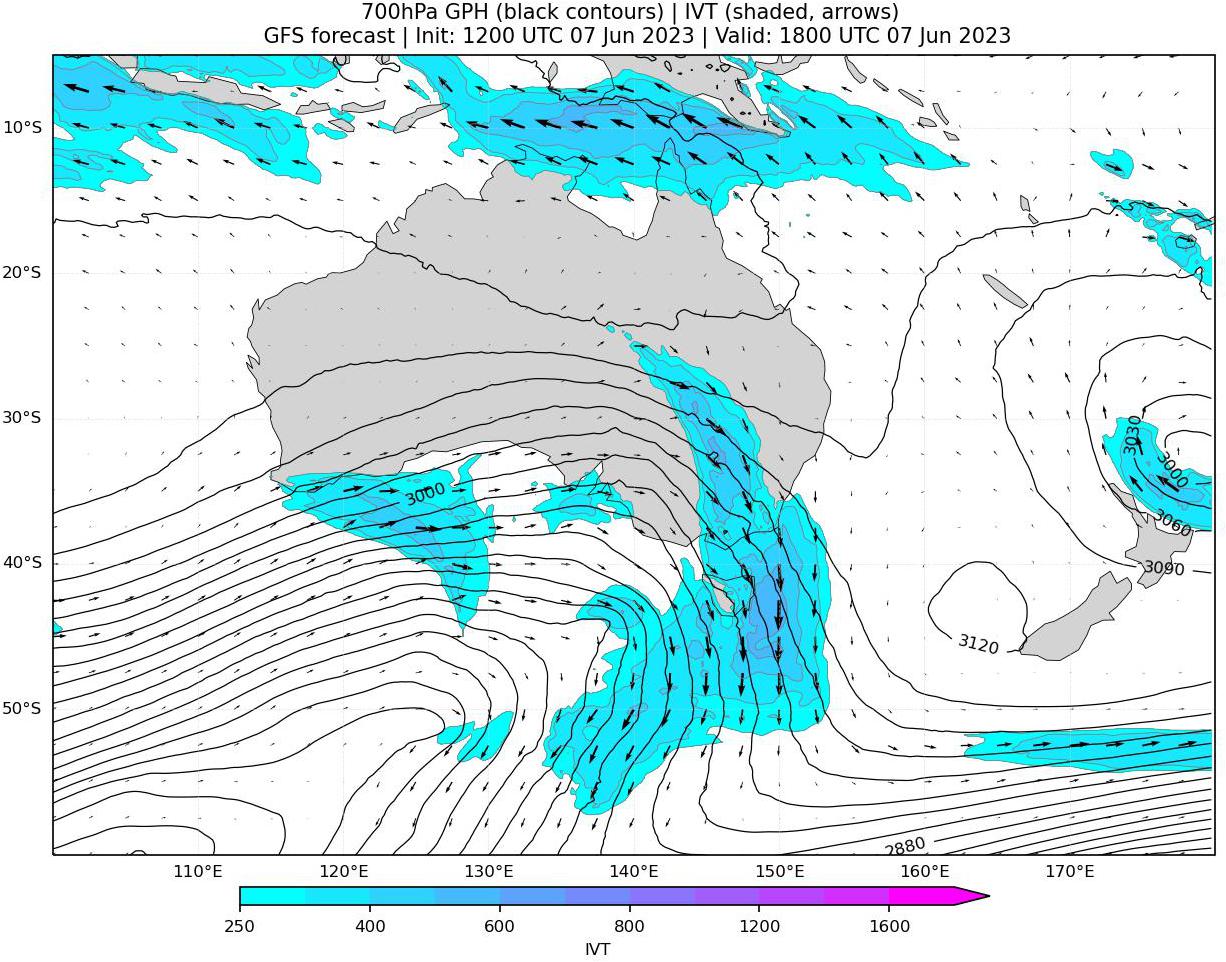 700hPa GPH (black contours) | IVT (shaded, arrows)
GFS forecast | Init: 1200 UTC 07 Jun 2023 | Valid: 1800 UTC 07 Jun 2023
10°S
20°S
30°S
3030
3000
3000
3060
40°S
3090
3120
50°S
2880
110°E 120°E 130°E 140°E 150°E 160°E 170°E
250 400 600 800 1200 1600
IVT